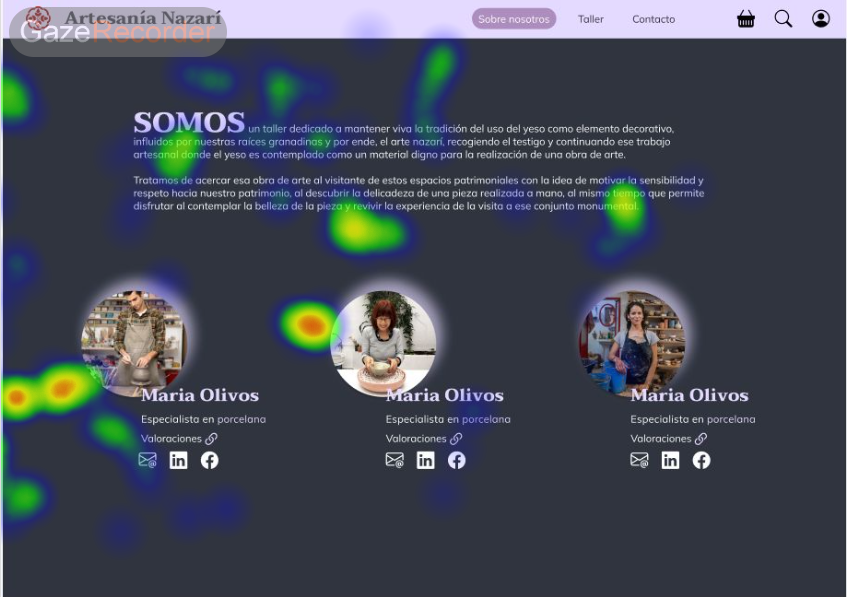 Artesanía Nazarí
GazeRecorder
Sobre nosotros
Taller
Contacto
SOMOS un taller dedicado a mantener viva la tradición del uso del yeso como elemento decorativo,
influidos por nuestras raíces granadinas y por ende, el arte nazarí, recogiendo el testigo y continuando ese trabajo
artesanal donde el yeso es contemplado como un material digno para la realización de una obra de arte.
Tratamos de acercar esa obra de arte al visitante de estos espacios patrimoniales con la idea de motivar la sensibilidad y
respeto hacia nuestro patrimonio, al descubrir la delicadeza de una pieza realizada a mano, al mismo tiempo que permite
disfrutar al contemplar la belleza de la pieza y revivir la experiencia de la visita a ese conjunto monumental.
Maria Olivos
Especialista en porcelana
Valoraciones
Maria Olivos
Especialista en porcelana
Valoraciones
Maria Olivos
Especialista en porcelana
Valoraciones